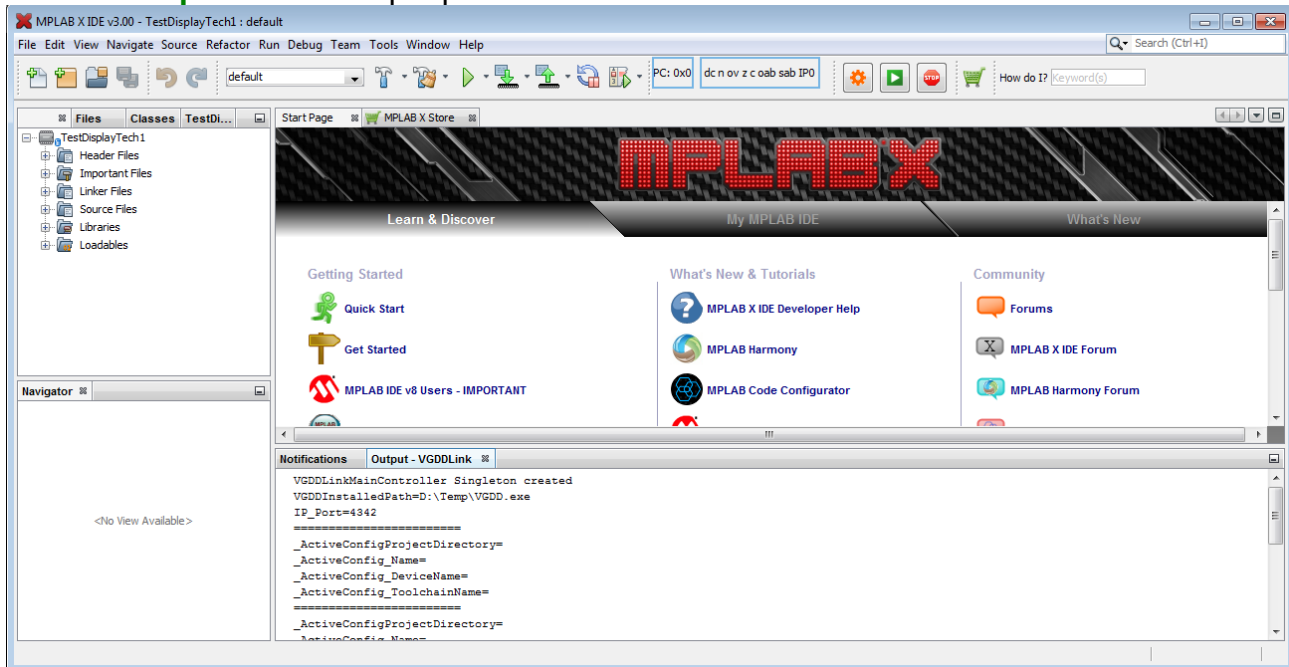 MPLAB X IDE v3.00 - TestDisplayTech1 : default
File Edit View Navigate Source Refactor Run Debug Team Tools Window Help
Search (Ctrl+I)
default
PC: 0x0
dc n ov z c oab sab IP0
How do I?
Keyword(s)
Files Classes TestDi...
TestDisplayTech1
Header Files
Important Files
Linker Files
Source Files
Libraries
Loadables
Navigator
<No View Available>
Start Page MPLAB X Store
MPLAB X
Learn & Discover
My MPLAB IDE
What's New
Getting Started
Quick Start
Get Started
MPLAB IDE v8 Users - IMPORTANT
What's New & Tutorials
MPLAB X IDE Developer Help
MPLAB Harmony
MPLAB Code Configurator
Community
Forums
MPLAB X IDE Forum
MPLAB Harmony Forum
Notifications Output - VGDDLink
VGDDLinkMainController Singleton created
VGDDInstalledPath=D:\Temp\VGDD.exe
IP_Port=4342
========================
_ActiveConfigProjectDirectory=
_ActiveConfig_Name=
_ActiveConfig_DeviceName=
_ActiveConfig_ToolchainName=
========================
_ActiveConfigProjectDirectory=
_ActiveConfig_Name=